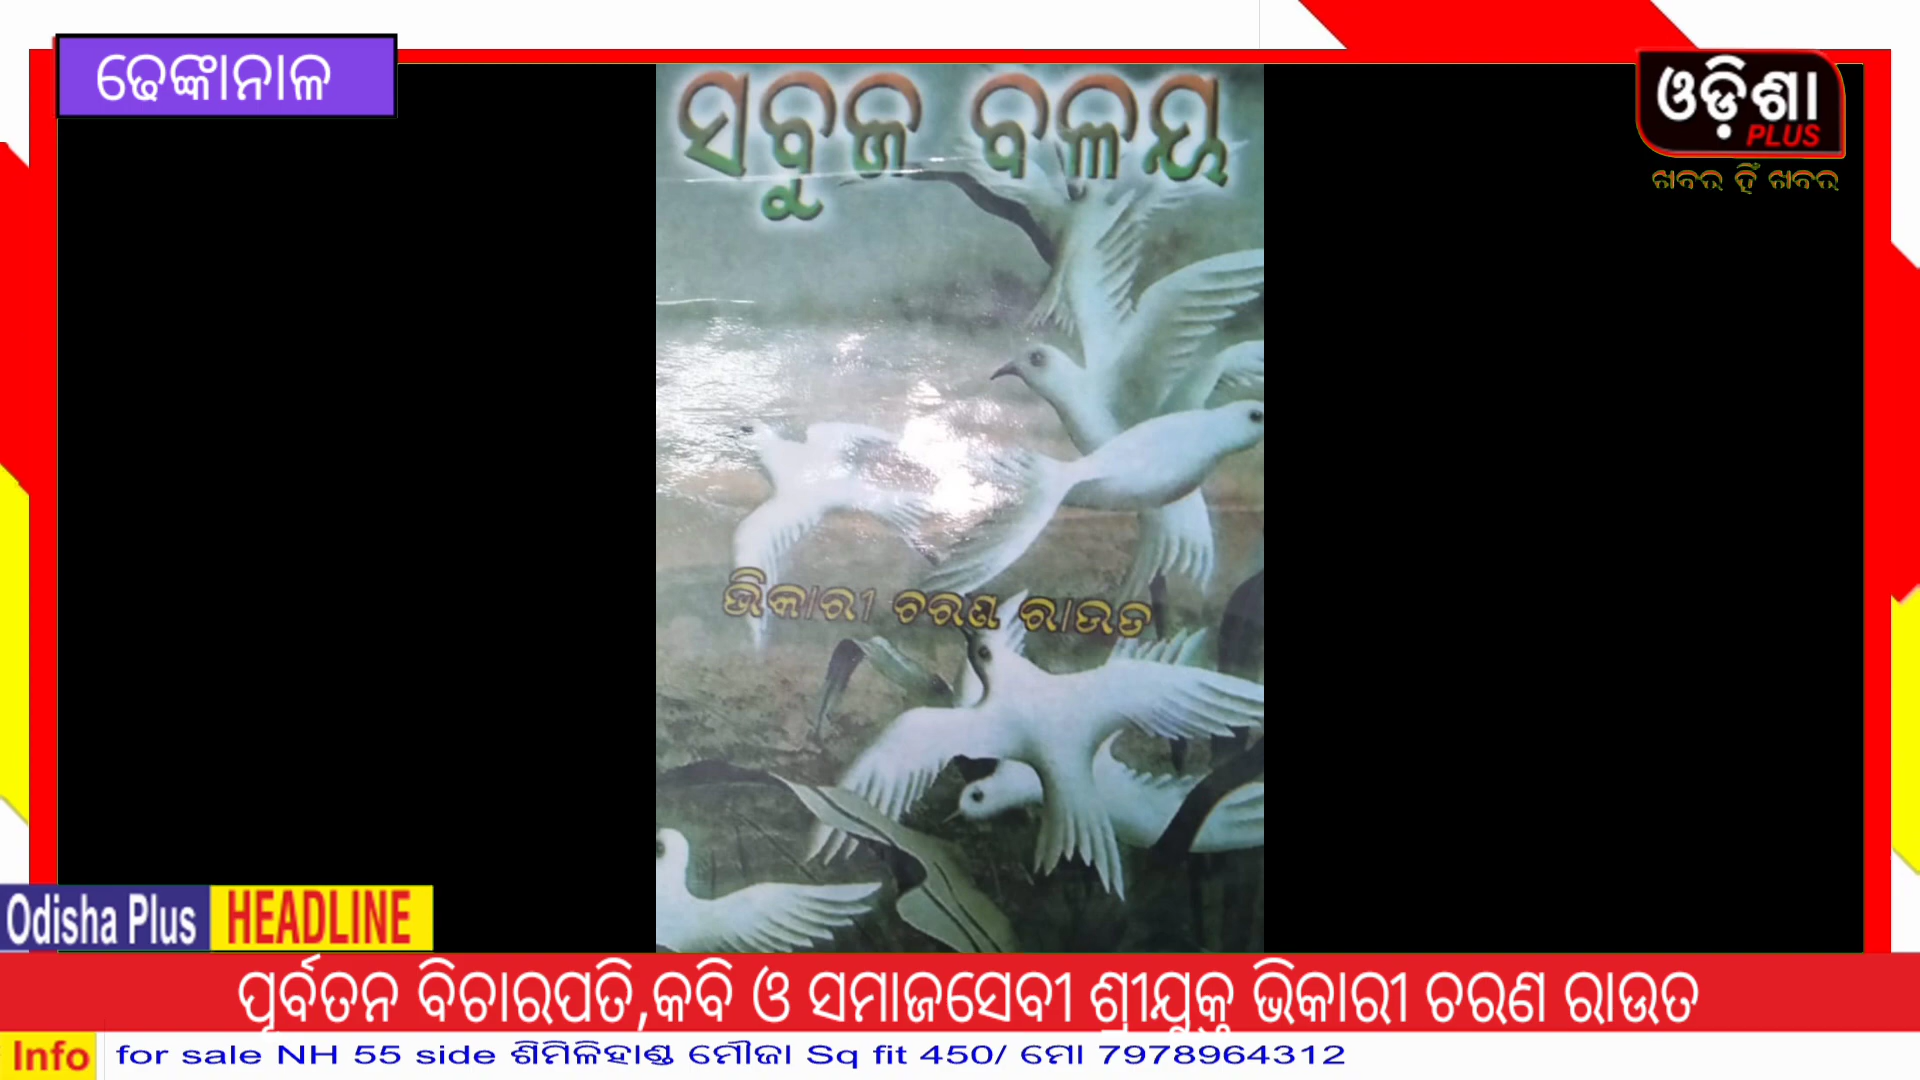 ଢେଙ୍କାନାଳ
ଓଡ଼ିଶା
PLUS
ଖବର ହିଁ ଖବର
ସବୁଜ ବଳୟ
ଭିକାରୀ ଚରଣ ରାଉତ
Odisha Plus HEADLINE
ପୂର୍ବତନ ବିଚାରପତି,କବି ଓ ସମାଜସେବୀ ଶ୍ରୀଯୁକ୍ତ ଭିକାରୀ ଚରଣ ରାଉତ
Info for sale NH 55 side ଶିମିଳିହାଣ୍ଡ ମୌଜା Sq fit 450/ ମୋ 7978964312